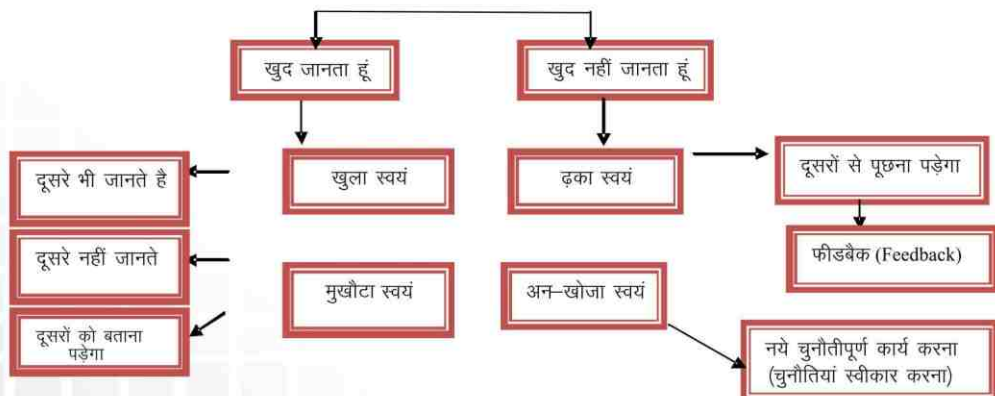 खुद जानता हूं
खुद नहीं जानता हूं
दूसरे भी जानते है
खुला स्वयं
ढ़का स्वयं
दूसरों से पूछना पड़ेगा
दूसरे नहीं जानते
मुखौटा स्वयं
अन–खोजा स्वयं
फीडबैक (Feedback)
दूसरों को बताना
पड़ेगा
नये चुनौतीपूर्ण कार्य करना
(चुनौतियां स्वीकार करना)